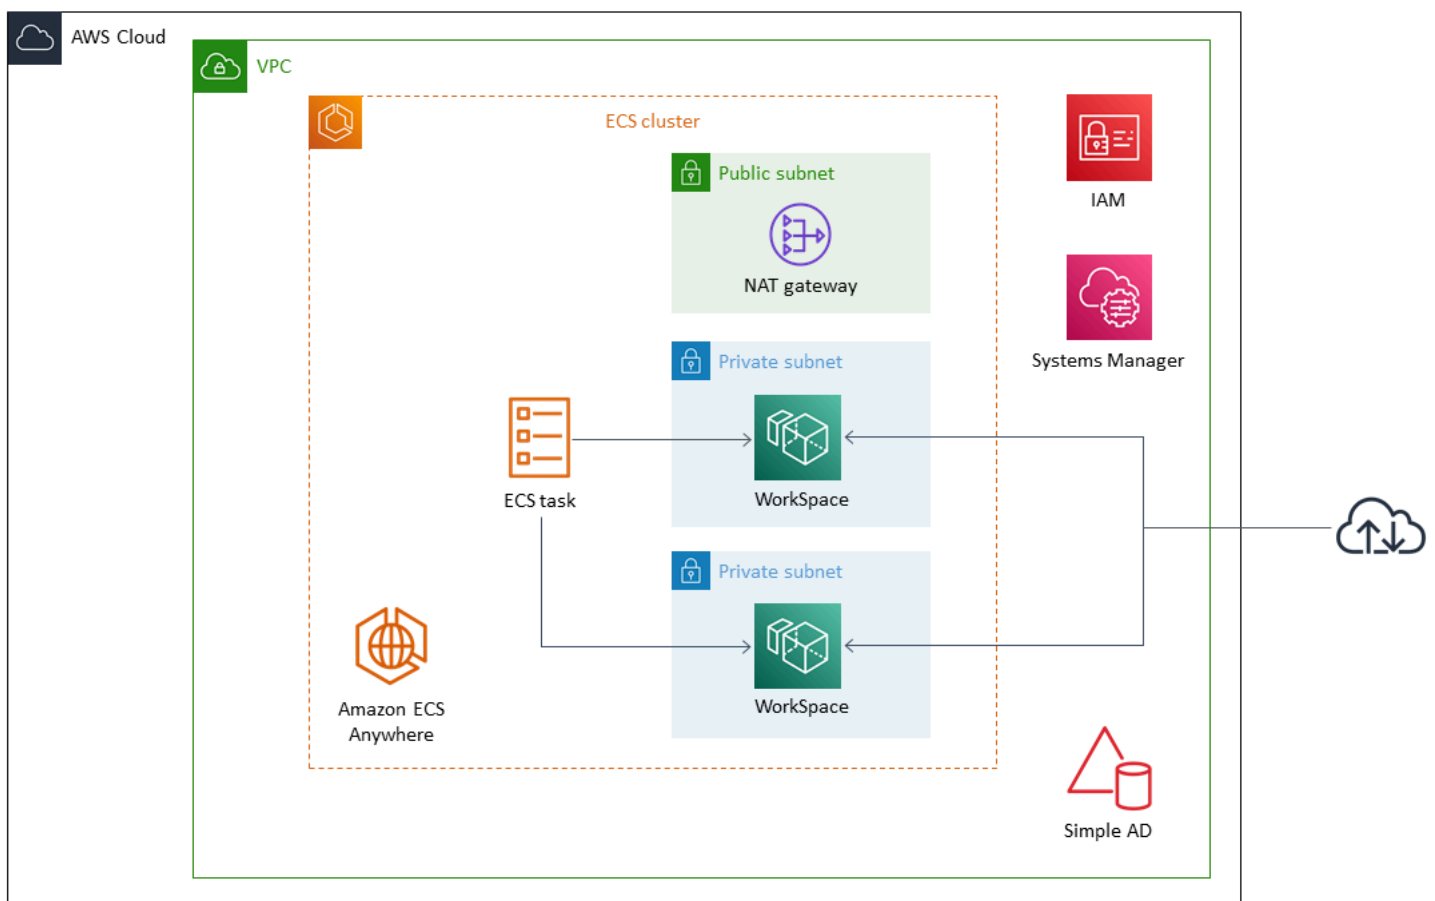 AWS Cloud
VPC
ECS cluster
Public subnet
NAT gateway
IAM
Systems Manager
Private subnet
WorkSpace
ECS task
Private subnet
WorkSpace
Amazon ECS
Anywhere
Simple AD